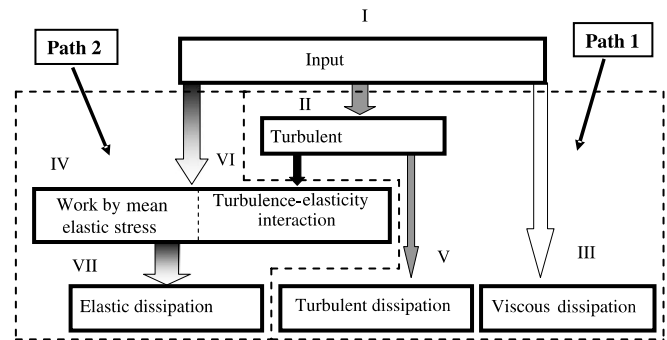 I
Path 2
Path 1
Input
II
Turbulent
IV
VI
Work by mean
elastic stress
Turbulence-elasticity
interaction
VII
V
III
Elastic dissipation
Turbulent dissipation
Viscous dissipation